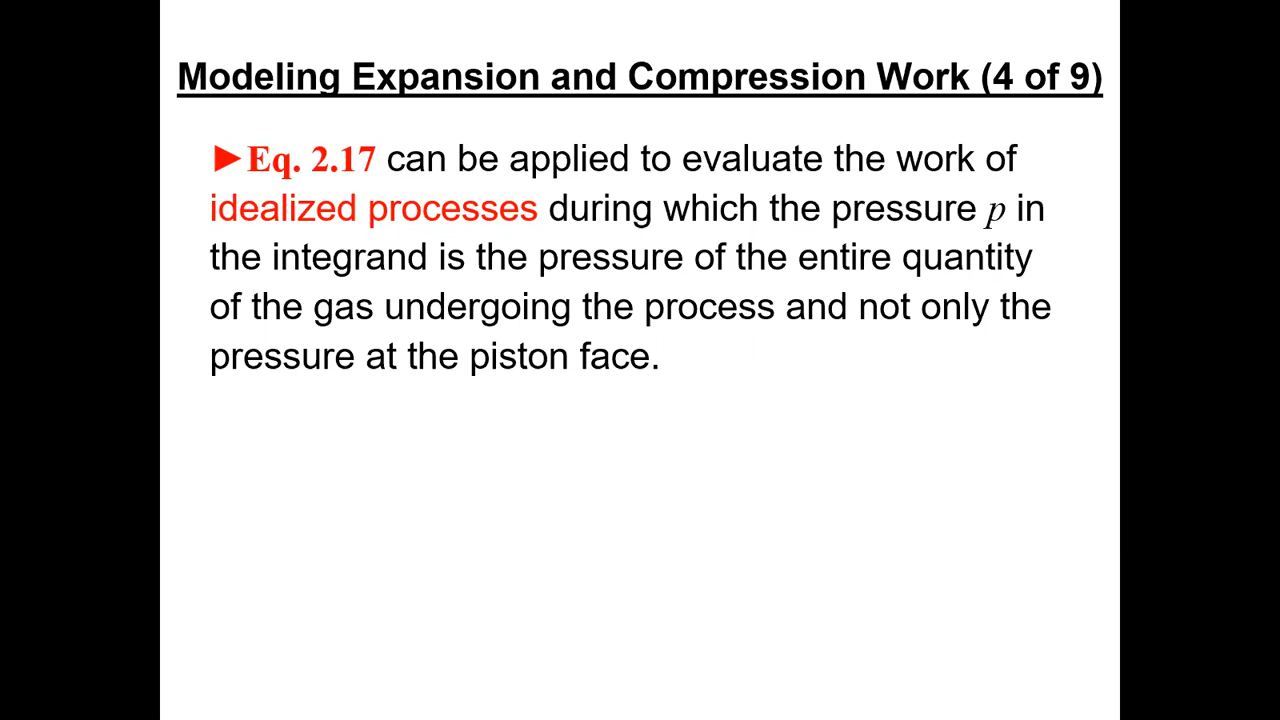 Modeling Expansion and Compression Work (4 of 9)
►Eq. 2.17 can be applied to evaluate the work of
idealized processes during which the pressure p in
the integrand is the pressure of the entire quantity
of the gas undergoing the process and not only the
pressure at the piston face.